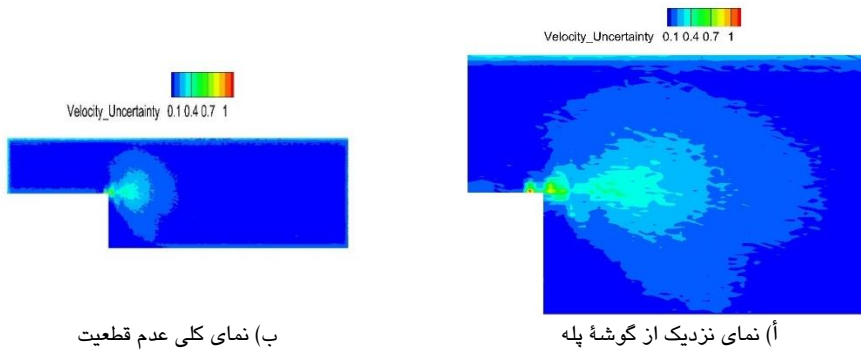 Velocity_Uncertainty 0.1 0.4 0.7 1
Velocity_Uncertainty 0.1 0.4 0.7 1
أ) نمای نزدیک از گوشۀ پله
ب) نمای کلی عدم قطعیت